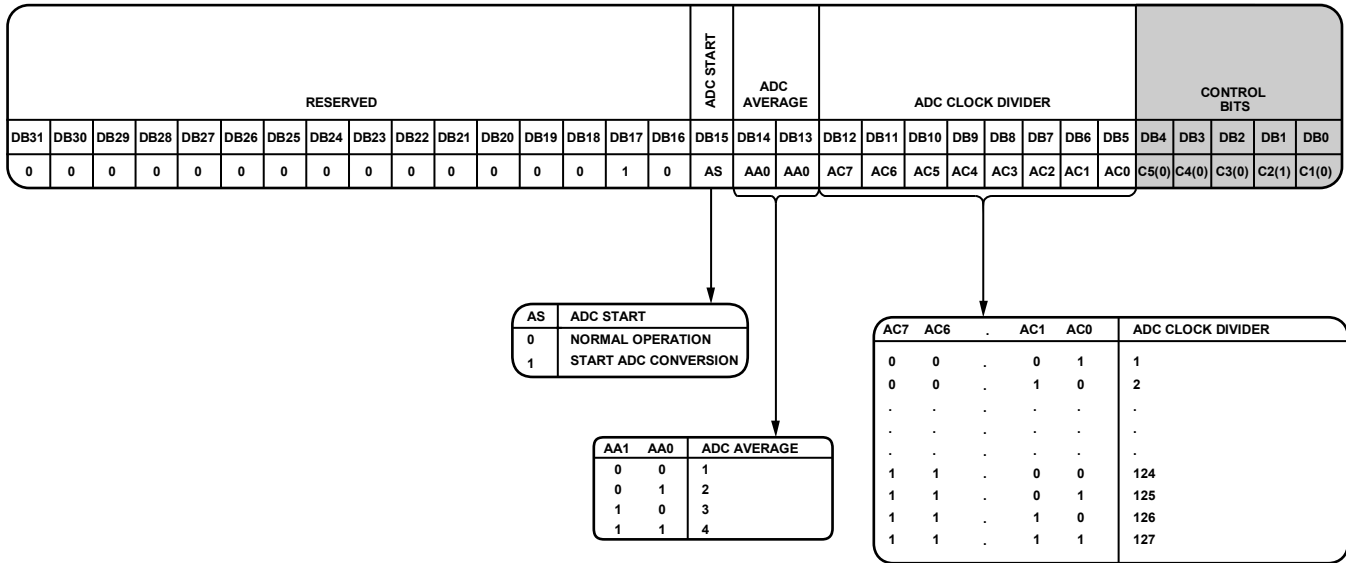 RESERVED ADC START ADC AVERAGE ADC CLOCK DIVIDER CONTROL BITS
DB31 DB30 DB29 DB28 DB27 DB26 DB25 DB24 DB23 DB22 DB21 DB20 DB19 DB18 DB17 DB16 DB15 DB14 DB13 DB12 DB11 DB10 DB9 DB8 DB7 DB6 DB5 DB4 DB3 DB2 DB1 DB0
0 0 0 0 0 0 0 0 0 0 0 0 0 0 1 0 AS AA0 AA0 AC7 AC6 AC5 AC4 AC3 AC2 AC1 AC0 C5(0) C4(0) C3(0) C2(1) C1(0)
AS ADC START
0 NORMAL OPERATION
1 START ADC CONVERSION
AA1 AA0 ADC AVERAGE
0 0 1
0 1 2
1 0 3
1 1 4
AC7 AC6 . AC1 AC0 ADC CLOCK DIVIDER
0 0 . 0 1 1
0 0 . 1 0 2
. . . . . .
. . . . . .
. . . . . .
1 1 . 0 0 124
1 1 . 0 1 125
1 1 . 1 0 126
1 1 . 1 1 127